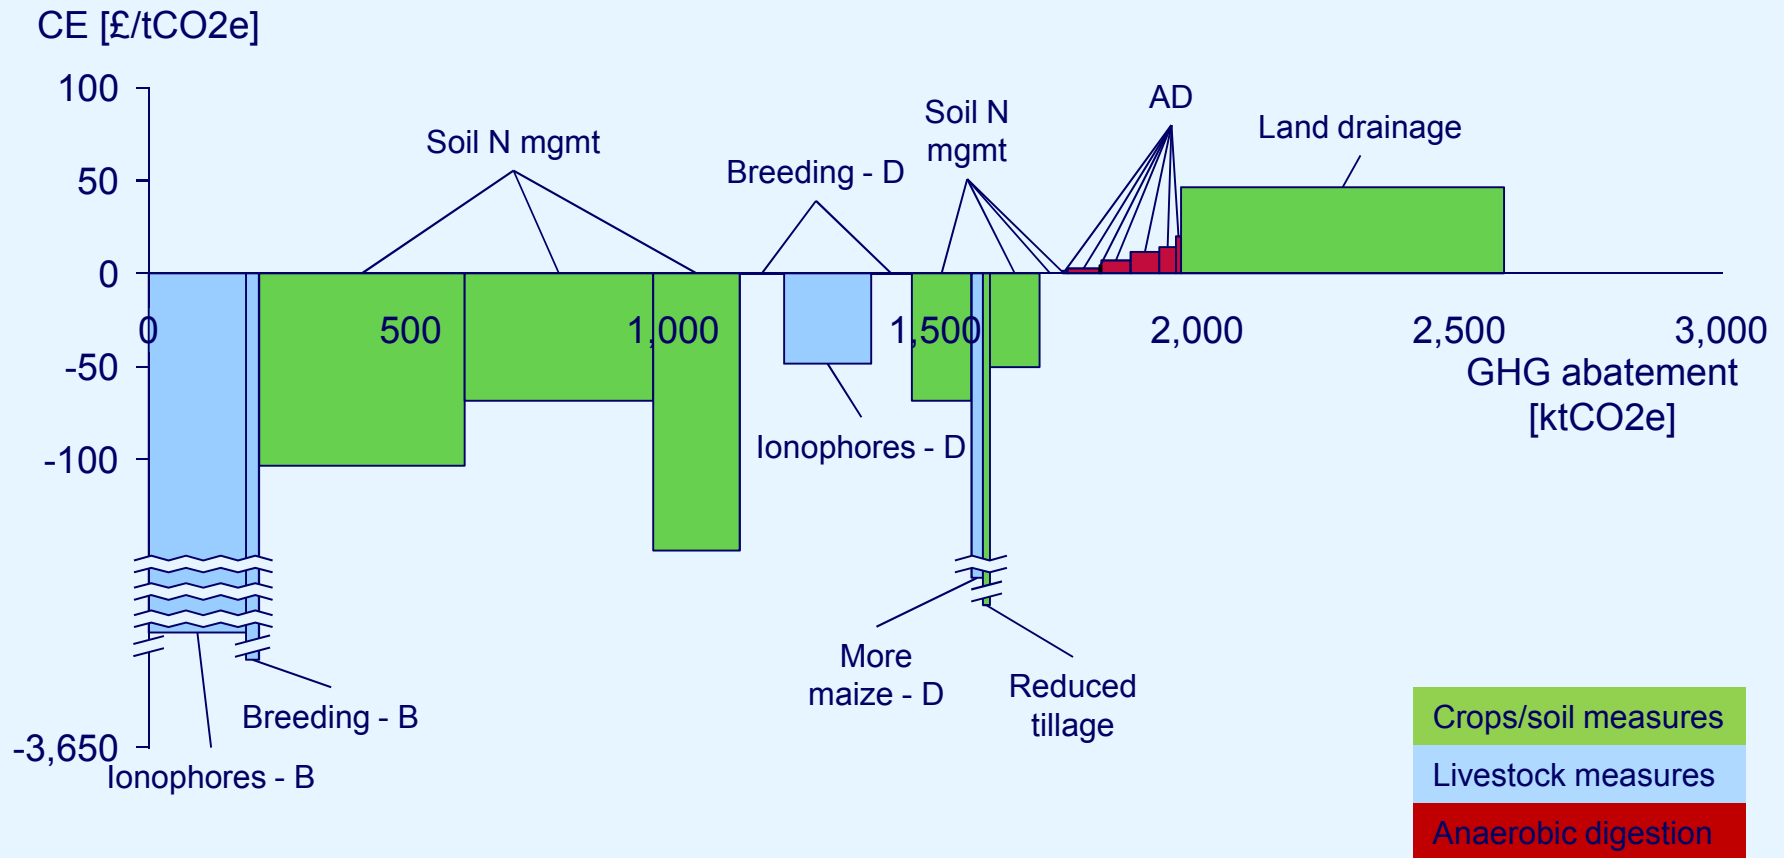 CE [£/tCO2e]
100
50
0
-50
-100
-3,650
Soil N mgmt
Breeding - D
Soil N
mgmt
AD
Land drainage
0
500
1,000
1,500
2,000
2,500
3,000
GHG abatement
[ktCO2e]
Ionophores - D
More
maize - D
Reduced
tillage
Breeding - B
Ionophores - B
Crops/soil measures
Livestock measures
Anaerobic digestion